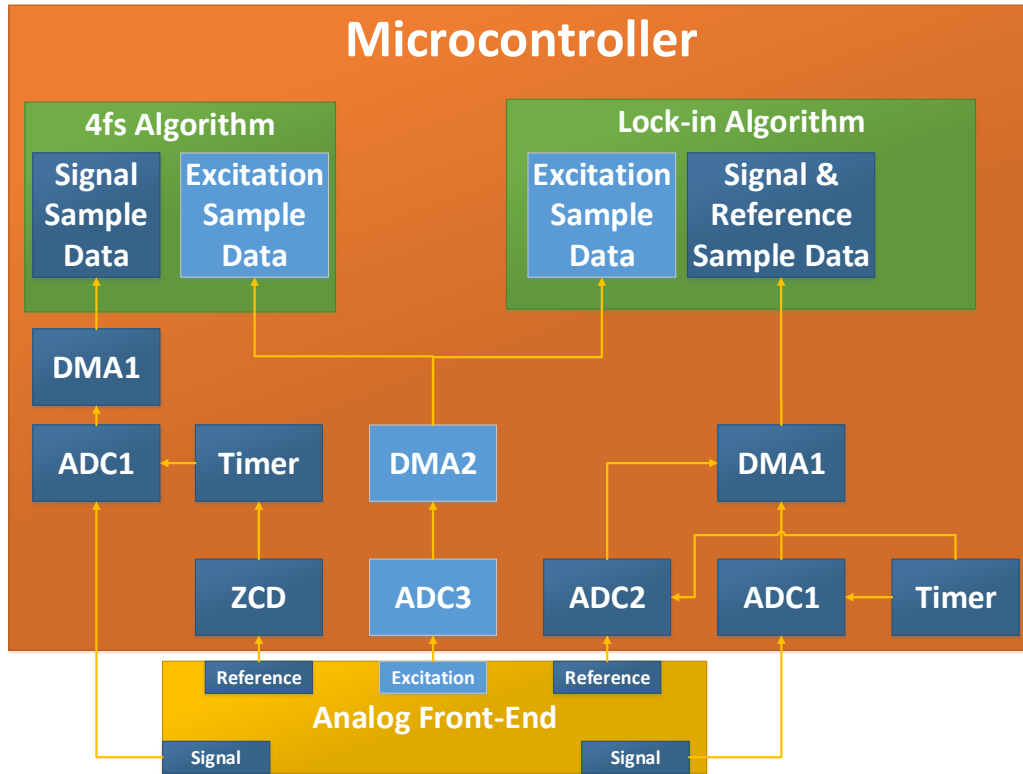 Microcontroller
4fs Algorithm
Signal
Sample
Data
Excitation
Sample
Data
Lock-in Algorithm
Excitation
Sample
Data
Signal &
Reference
Sample Data
DMA1
ADC1
Timer
DMA2
DMA1
ZCD
ADC3
ADC2
ADC1
Timer
Reference
Excitation
Reference
Analog Front-End
Signal
Signal